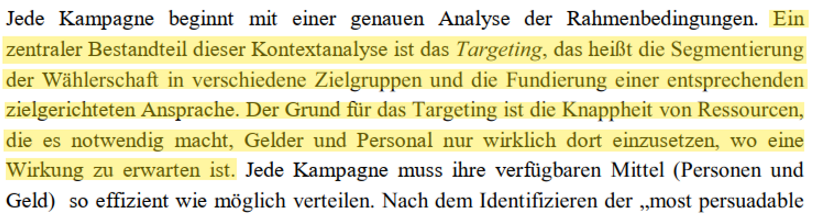 Jede Kampagne beginnt mit einer genauen Analyse der Rahmenbedingungen. Ein
zentraler Bestandteil dieser Kontextanalyse ist das Targeting, das heißt die Segmentierung
der Wählerschaft in verschiedene Zielgruppen und die Fundierung einer entsprechenden
zielgerichteten Ansprache. Der Grund für das Targeting ist die Knappheit von Ressourcen,
die es notwendig macht, Gelder und Personal nur wirklich dort einzusetzen, wo eine
Wirkung zu erwarten ist. Jede Kampagne muss ihre verfügbaren Mittel (Personen und
Geld) so effizient wie möglich verteilen. Nach dem Identifizieren der „most persuadable